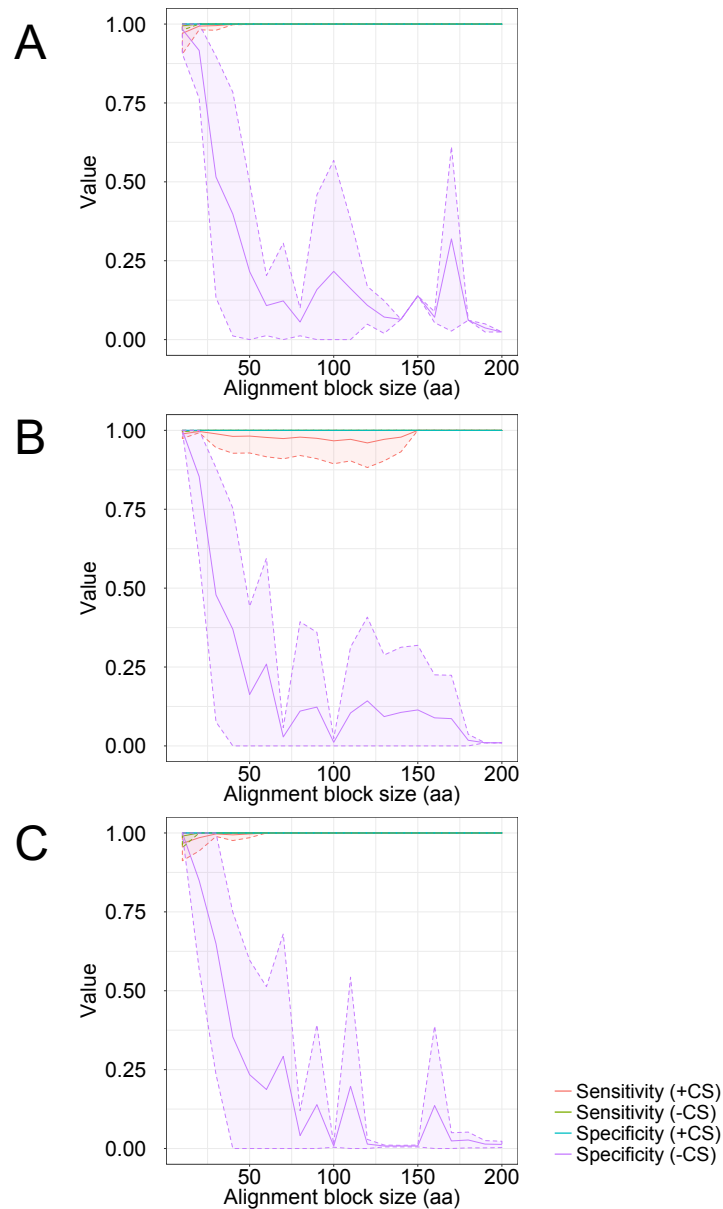 A
1.00
0.75
0.50
0.25
0.00
Value
50 100 150 200
Alignment block size (aa)
B
1.00
0.75
0.50
0.25
0.00
Value
50 100 150 200
Alignment block size (aa)
C
1.00
0.75
0.50
0.25
0.00
Value
50 100 150 200
Alignment block size (aa)
Sensitivity (+CS)
Sensitivity (-CS)
Specificity (+CS)
Specificity (-CS)